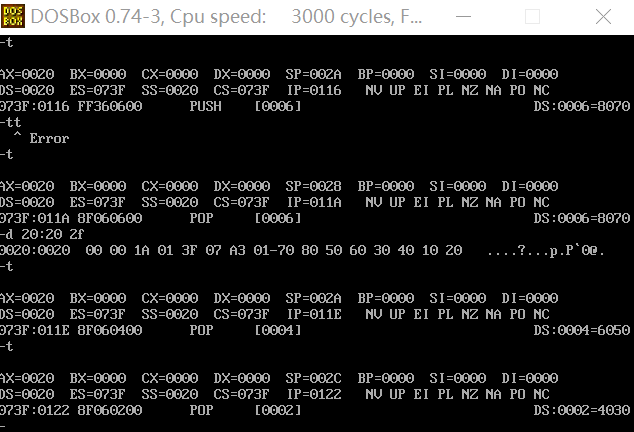 DOSBox 0.74-3, Cpu speed: 3000 cycles, F...
-t
AX=0020 BX=0000 CX=0000 DX=0000 SP=002A BP=0000 SI=0000 DI=0000
DS=0020 ES=073F SS=0020 CS=073F IP=0116 NV UP EI PL NZ NA PO NC
073F:0116 FF360600 PUSH [0006] DS:0006=8070
-tt
^ Error
-t
AX=0020 BX=0000 CX=0000 DX=0000 SP=0028 BP=0000 SI=0000 DI=0000
DS=0020 ES=073F SS=0020 CS=073F IP=011A NV UP EI PL NZ NA PO NC
073F:011A 8F060600 POP [0006] DS:0006=8070
-d 20:20 2f
0020:0020 00 00 1A 01 3F 07 A3 01-70 80 50 60 30 40 10 20 ....?...p.P`0@.
-t
AX=0020 BX=0000 CX=0000 DX=0000 SP=002A BP=0000 SI=0000 DI=0000
DS=0020 ES=073F SS=0020 CS=073F IP=011E NV UP EI PL NZ NA PO NC
073F:011E 8F060400 POP [0004] DS:0004=6050
-t
AX=0020 BX=0000 CX=0000 DX=0000 SP=002C BP=0000 SI=0000 DI=0000
DS=0020 ES=073F SS=0020 CS=073F IP=0122 NV UP EI PL NZ NA PO NC
073F:0122 8F060200 POP [0002] DS:0002=4030
-